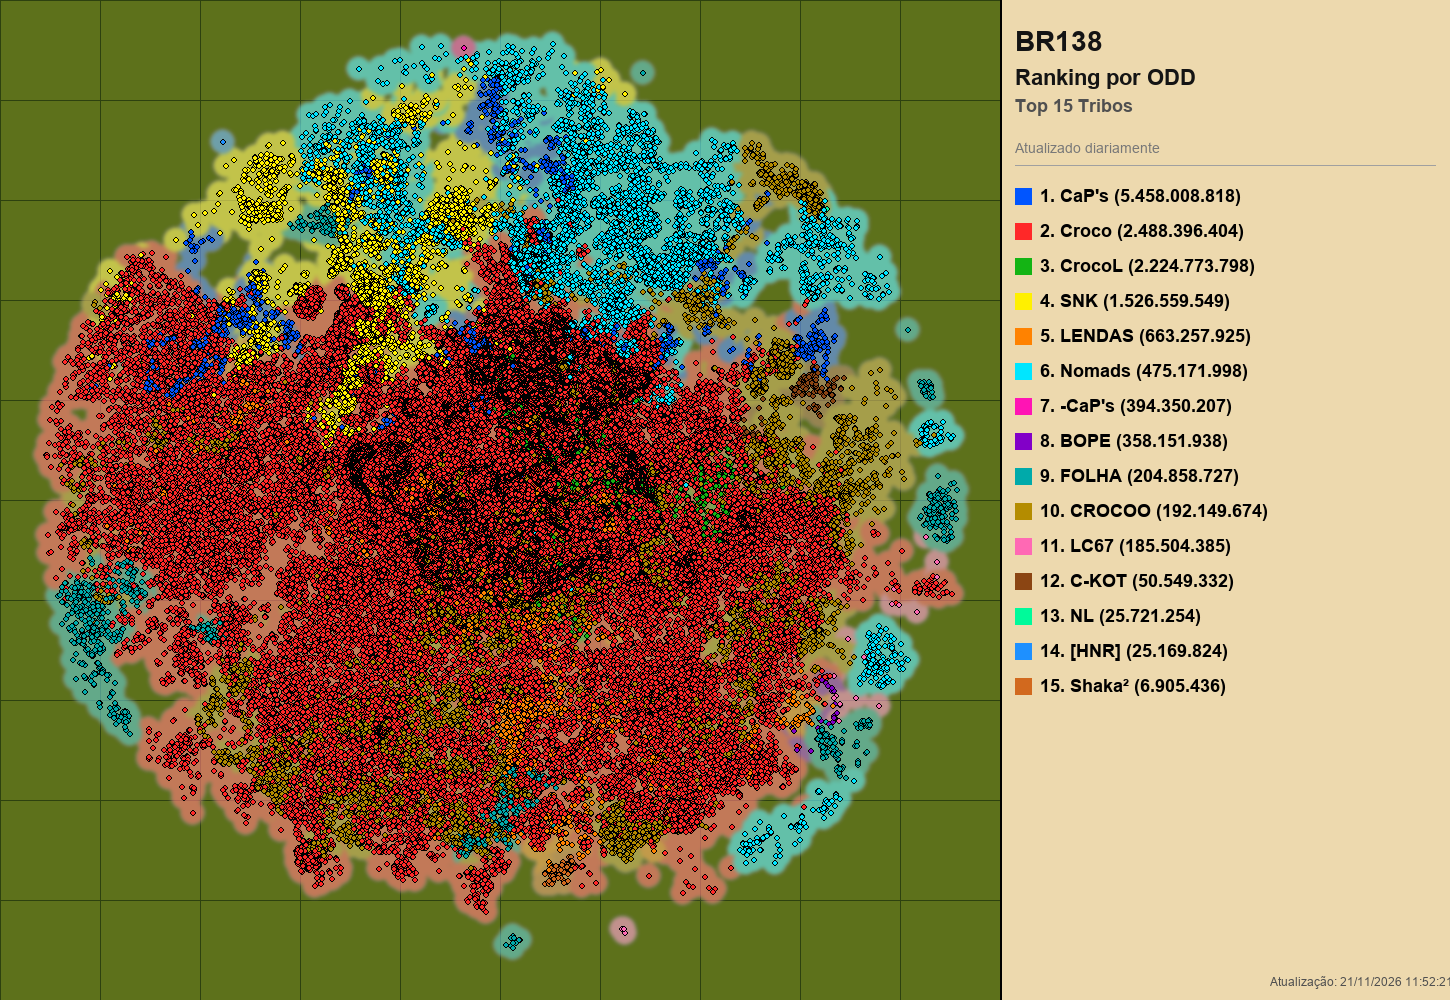 BR138
Ranking por ODD
Top 15 Tribos
Atualizado diariamente
1. CaP's (5.458.008.818)
2. Croco (2.488.396.404)
3. CrocoL (2.224.773.798)
4. SNK (1.526.559.549)
5. LENDAS (663.257.925)
6. Nomads (475.171.998)
7. -CaP's (394.350.207)
8. BOPE (358.151.938)
9. FOLHA (204.858.727)
10. CROCOO (192.149.674)
11. LC67 (185.504.385)
12. C-KOT (50.549.332)
13. NL (25.721.254)
14. [HNR] (25.169.824)
15. Shaka² (6.905.436)
Atualização: 21/11/2026 11:52:21